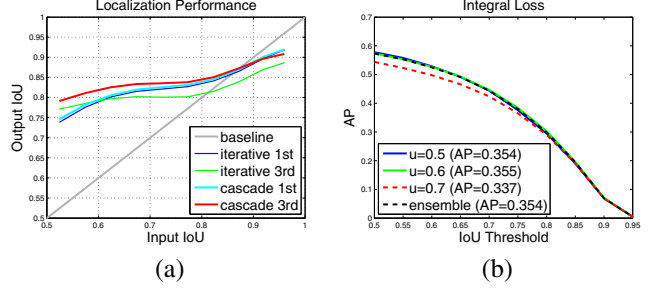 Localization Performance
1
0.95
0.9
0.85
0.8
0.75
0.7
0.65
0.6
0.55
0.5
Output IoU
0.5
0.6
0.7
0.8
0.9
1
Input IoU
baseline
iterative 1st
iterative 3rd
cascade 1st
cascade 3rd
(a)
Integral Loss
0.7
0.6
0.5
0.4
0.3
0.2
0.1
0
AP
0.5
0.55
0.6
0.65
0.7
0.75
0.8
0.85
0.9
0.95
IoU Threshold
u=0.5 (AP=0.354)
u=0.6 (AP=0.355)
u=0.7 (AP=0.337)
ensemble (AP=0.354)
(b)